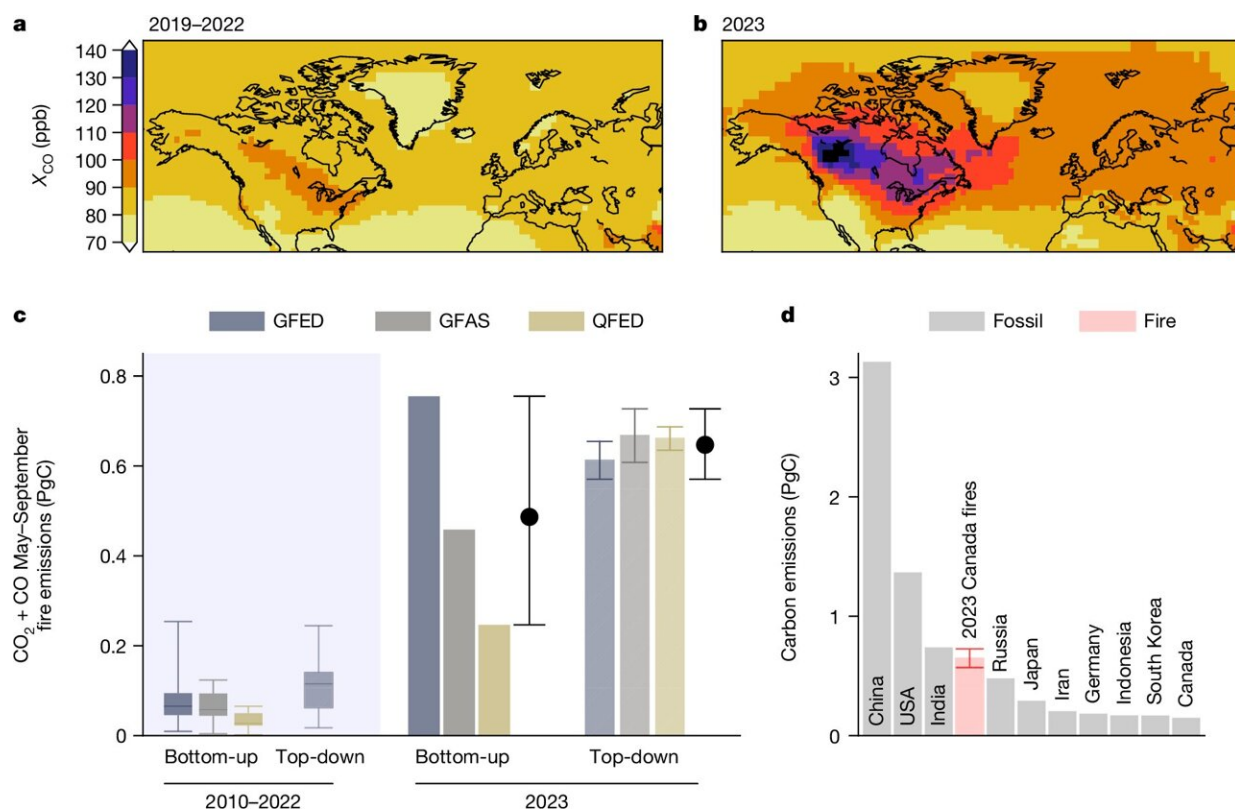 a 2019–2022
b 2023
140
130
120
110
100
90
80
70
X_CO (ppb)
c
GFED
GFAS
QFED
d
Fossil
Fire
CO₂ + CO May–September
fire emissions (PgC)
0.8
0.6
0.4
0.2
0
Bottom-up
Top-down
Bottom-up
Top-down
2010–2022
2023
Carbon emissions (PgC)
3
2
1
0
China
USA
India
2023 Canada fires
Russia
Japan
Iran
Germany
Indonesia
South Korea
Canada